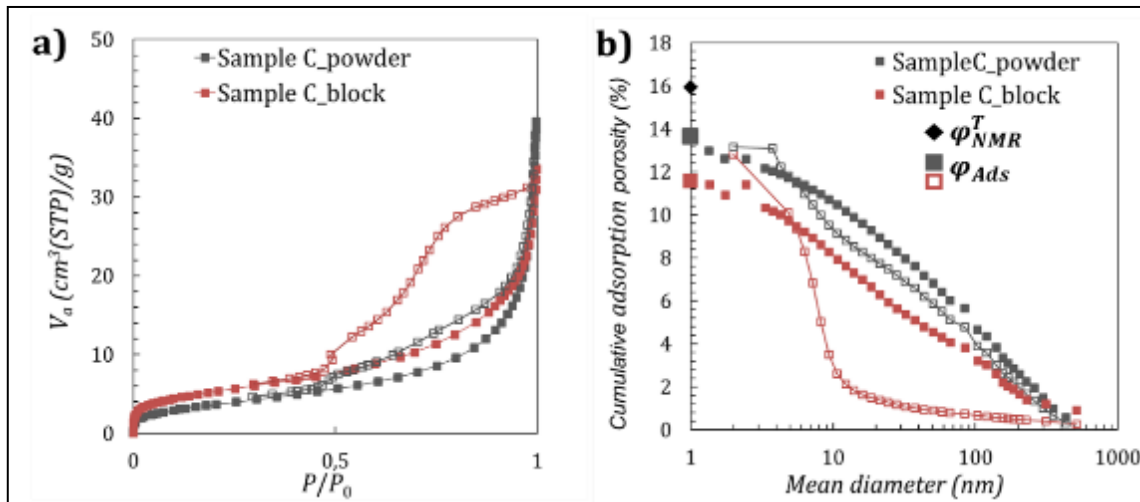 a)
50
40
30
20
10
0
Sample C_powder
Sample C_block
Vₐ (cm³(STP)/g)
0
0,5
1
P/P₀
b)
18
16
14
12
10
8
6
4
2
0
SampleC_powder
Sample C_block
φᵀ_NMR
φ_Ads
Cumulative adsorption porosity (%)
1
10
100
1000
Mean diameter (nm)